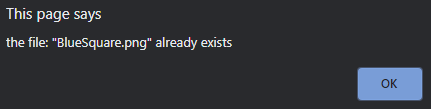 This page says
the file: "BlueSquare.png" already exists
OK